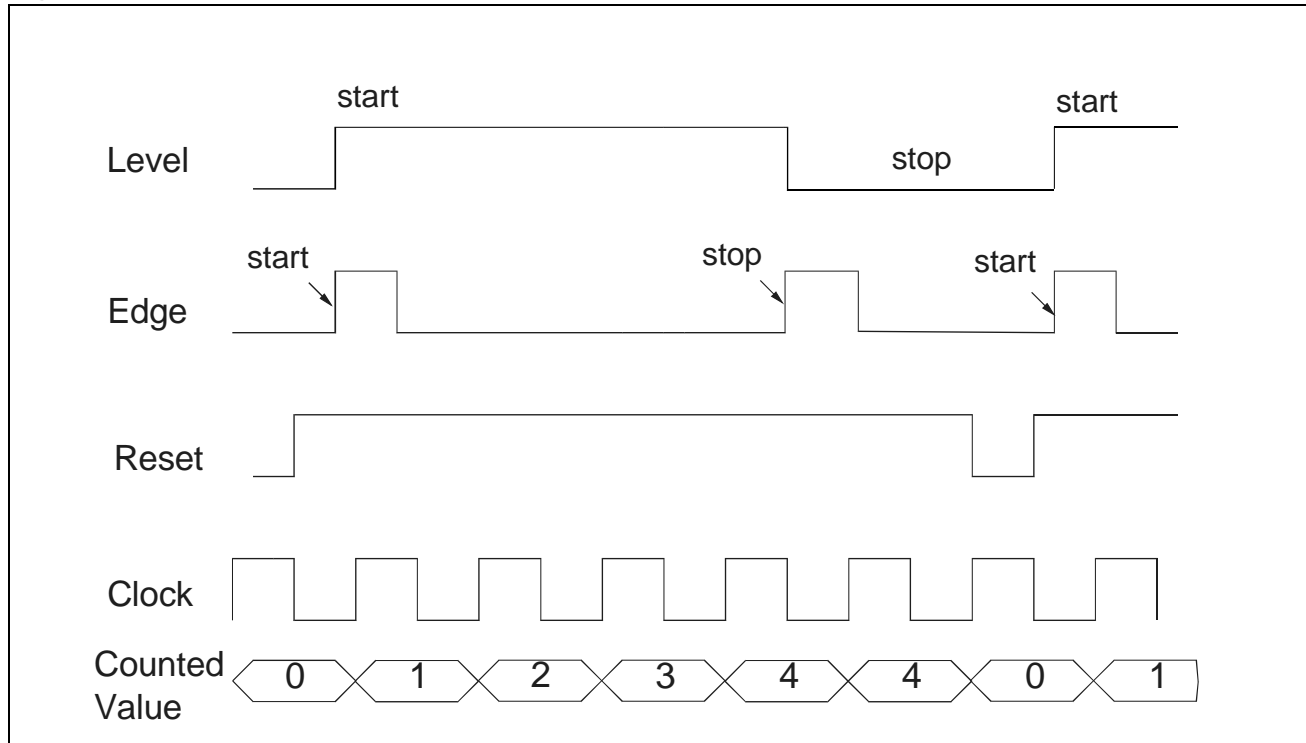 start
start
Level
stop
start
stop
start
Edge
Reset
Clock
Counted
Value
0 1 2 3 4 4 0 1